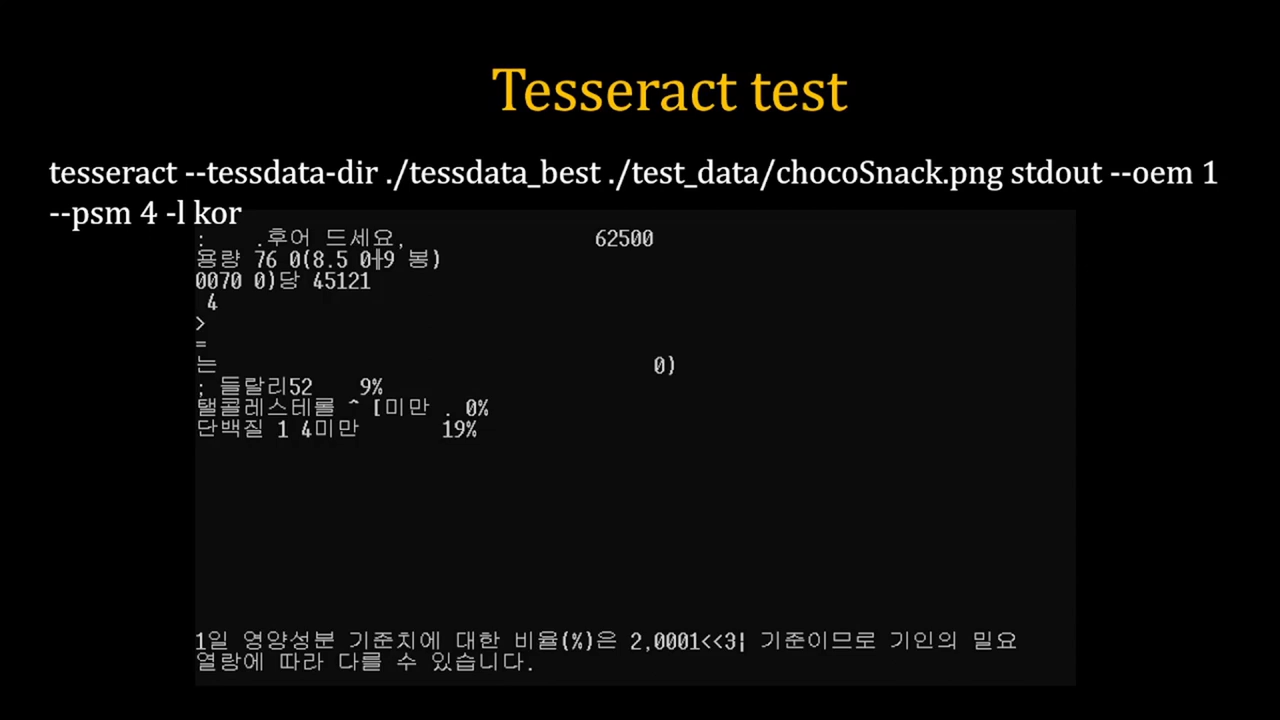 Tesseract test
tesseract --tessdata-dir ./tessdata_best ./test_data/chocoSnack.png stdout --oem 1
--psm 4 -l kor
: .후어 드세요, 62500
용량 76 0(8.5 0╫9 봉)
0070 0)당 45121
4
>
=
는 0)
; 들랄리52 9%
탤콜레스테롤 ^ [미만 . 0%
단백질 1 4미만 19%
1일 영양성분 기준치에 대한 비율(%)은 2,0001<<3¦ 기준이므로 기인의 밀요
열랑에 따라 다를 수 있습니다.